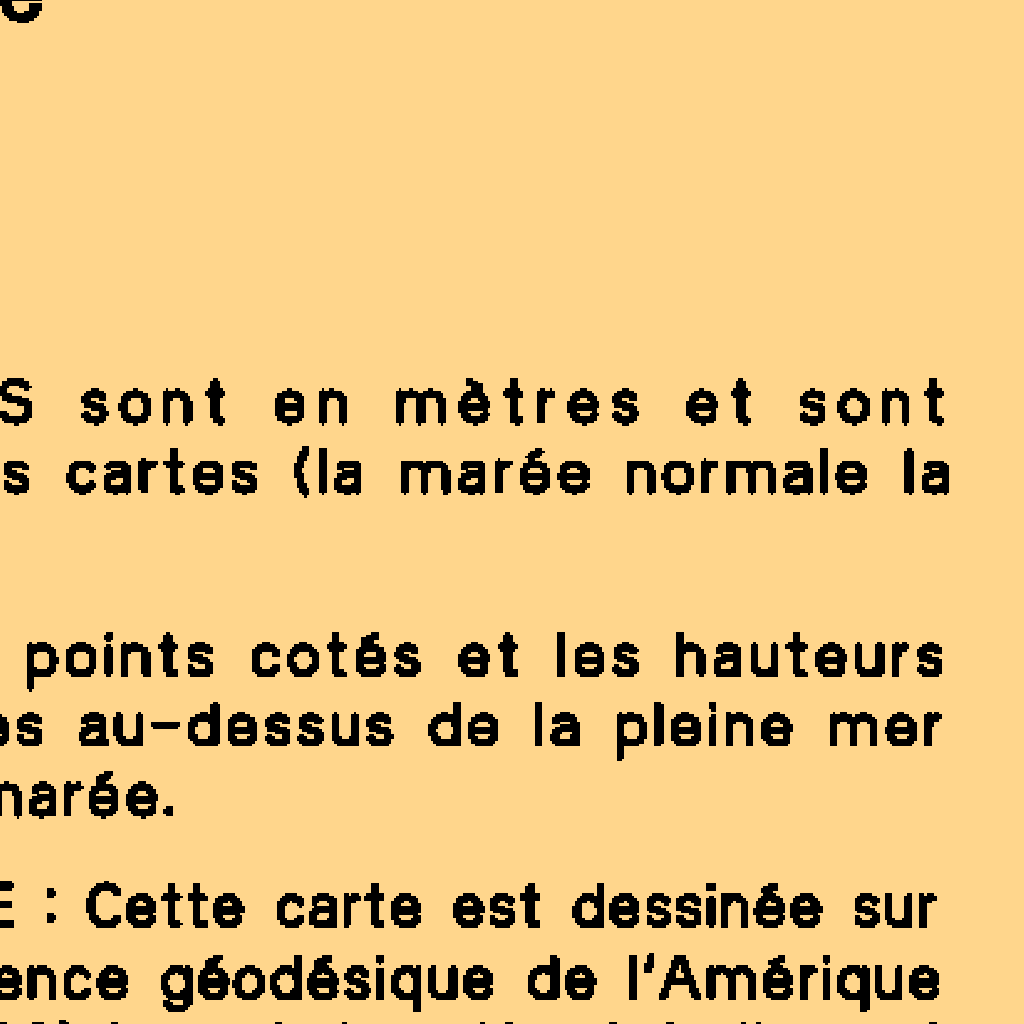 S sont en mètres et sont
s cartes (la marée normale la
points cotés et les hauteurs
es au-dessus de la pleine mer
marée.
E : Cette carte est dessinée sur
ence géodésique de l'Amérique